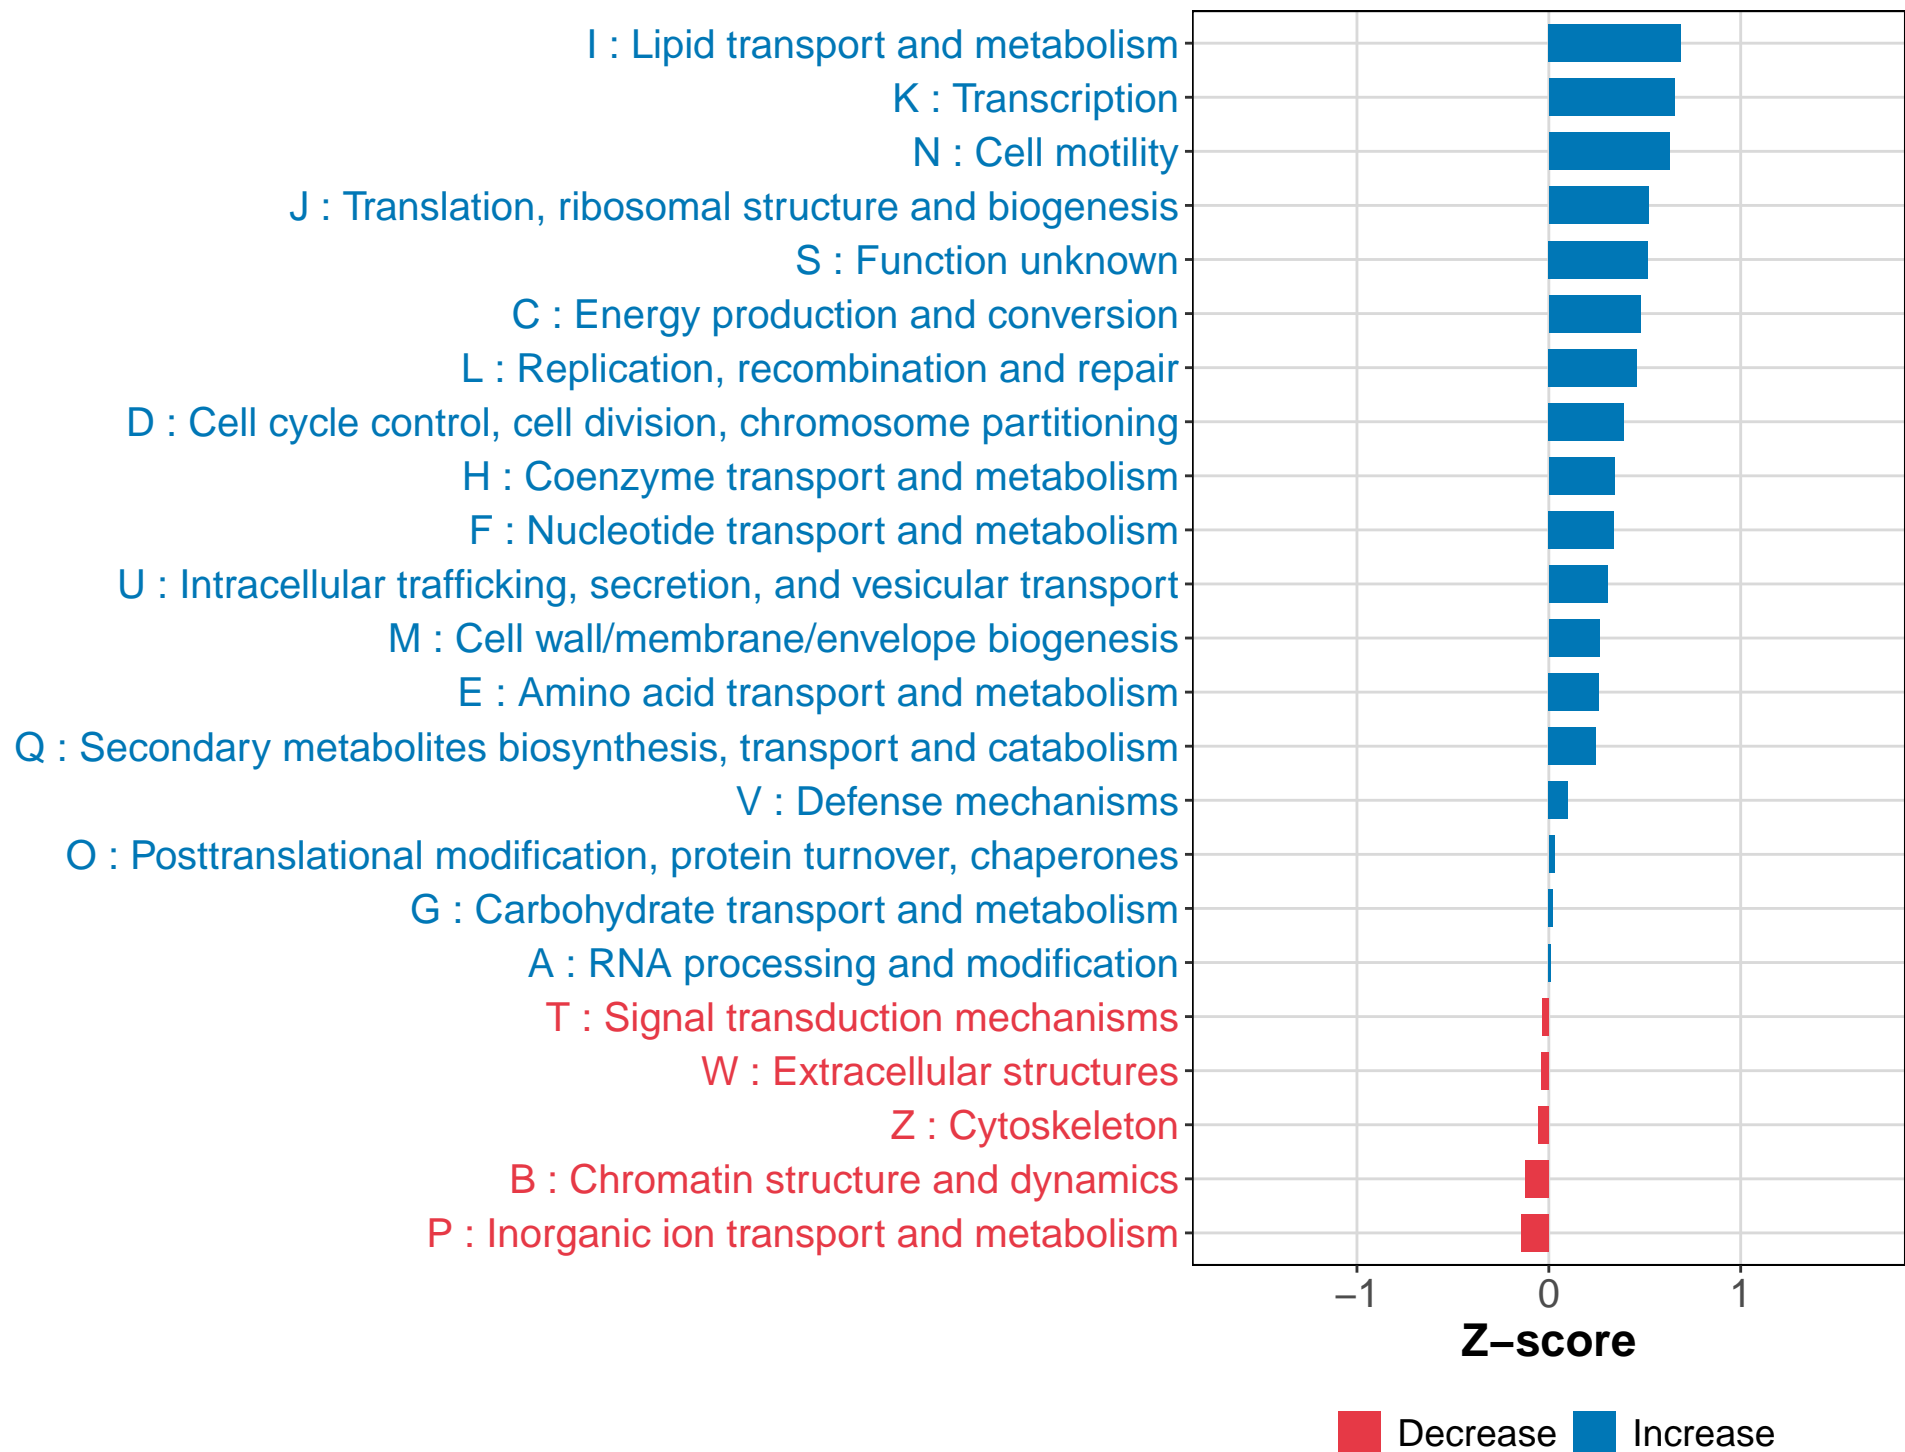 I : Lipid transport and metabolism
K : Transcription
N : Cell motility
J : Translation, ribosomal structure and biogenesis
S : Function unknown
C : Energy production and conversion
L : Replication, recombination and repair
D : Cell cycle control, cell division, chromosome partitioning
H : Coenzyme transport and metabolism
F : Nucleotide transport and metabolism
U : Intracellular trafficking, secretion, and vesicular transport
M : Cell wall/membrane/envelope biogenesis
E : Amino acid transport and metabolism
Q : Secondary metabolites biosynthesis, transport and catabolism
V : Defense mechanisms
O : Posttranslational modification, protein turnover, chaperones
G : Carbohydrate transport and metabolism
A : RNA processing and modification
T : Signal transduction mechanisms
W : Extracellular structures
Z : Cytoskeleton
B : Chromatin structure and dynamics
P : Inorganic ion transport and metabolism
−1 0 1
Z−score
Decrease Increase